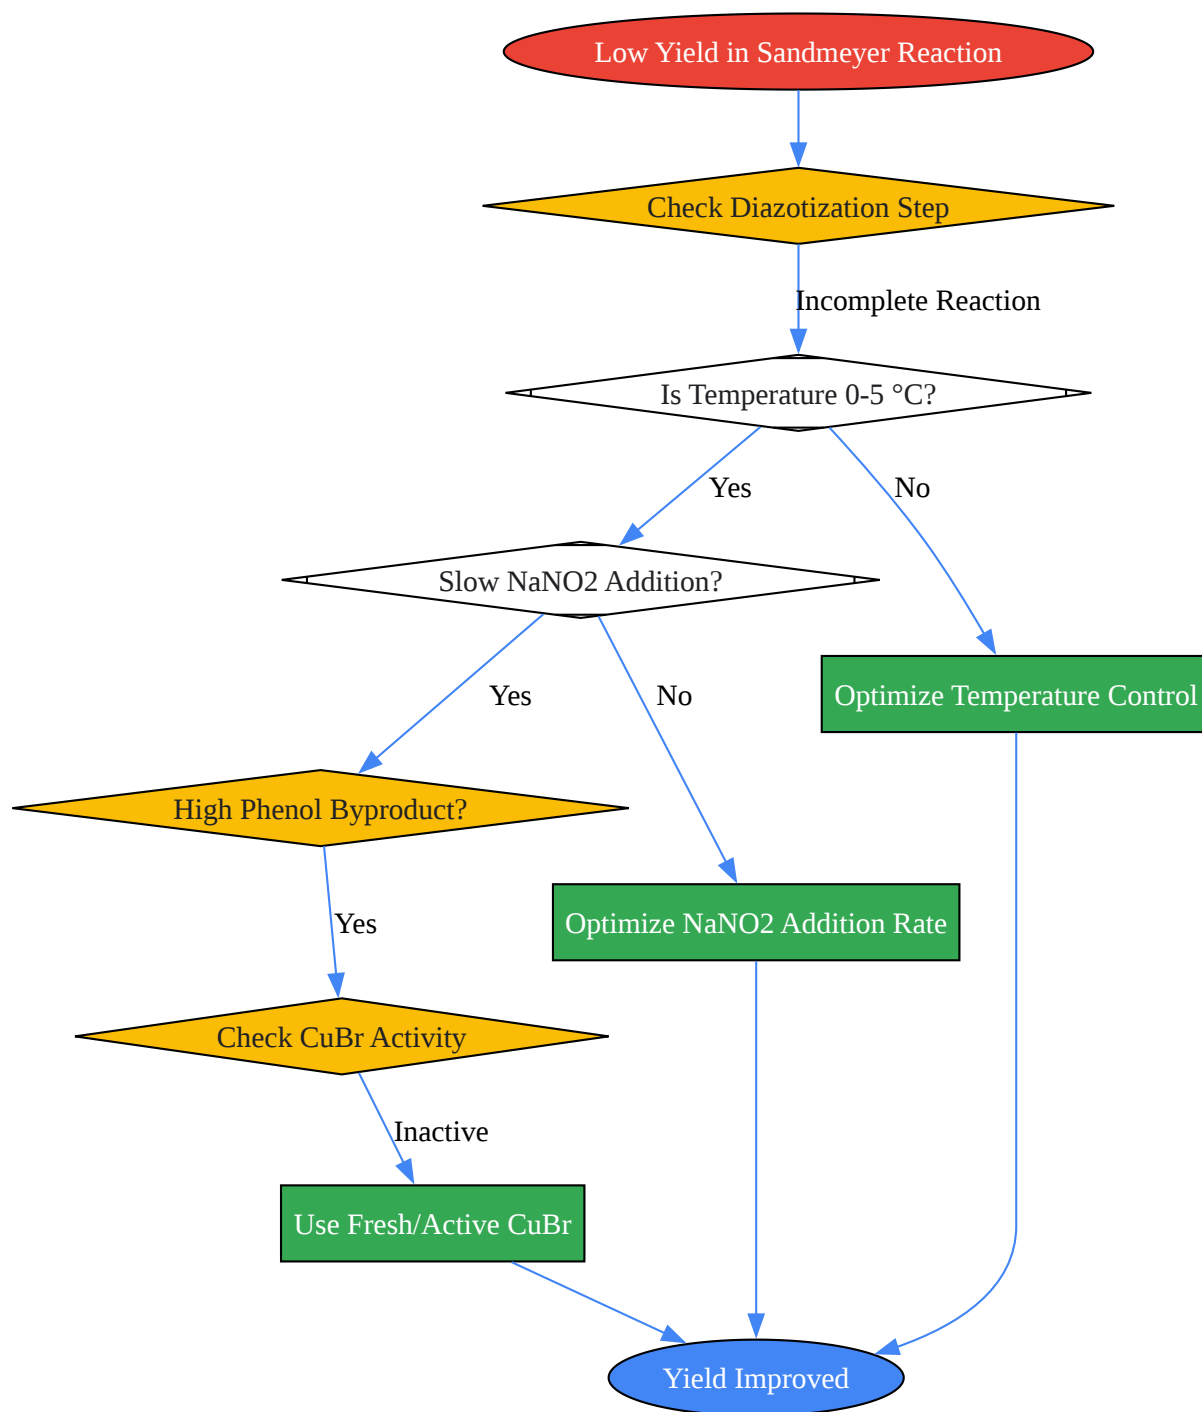 Low Yield in Sandmeyer Reaction
Check Diazotization Step
Incomplete Reaction
Is Temperature 0-5 °C?
Yes
No
Slow NaNO2 Addition?
Yes
No
Optimize Temperature Control
High Phenol Byproduct?
Yes
Optimize NaNO2 Addition Rate
Check CuBr Activity
Inactive
Use Fresh/Active CuBr
Yield Improved